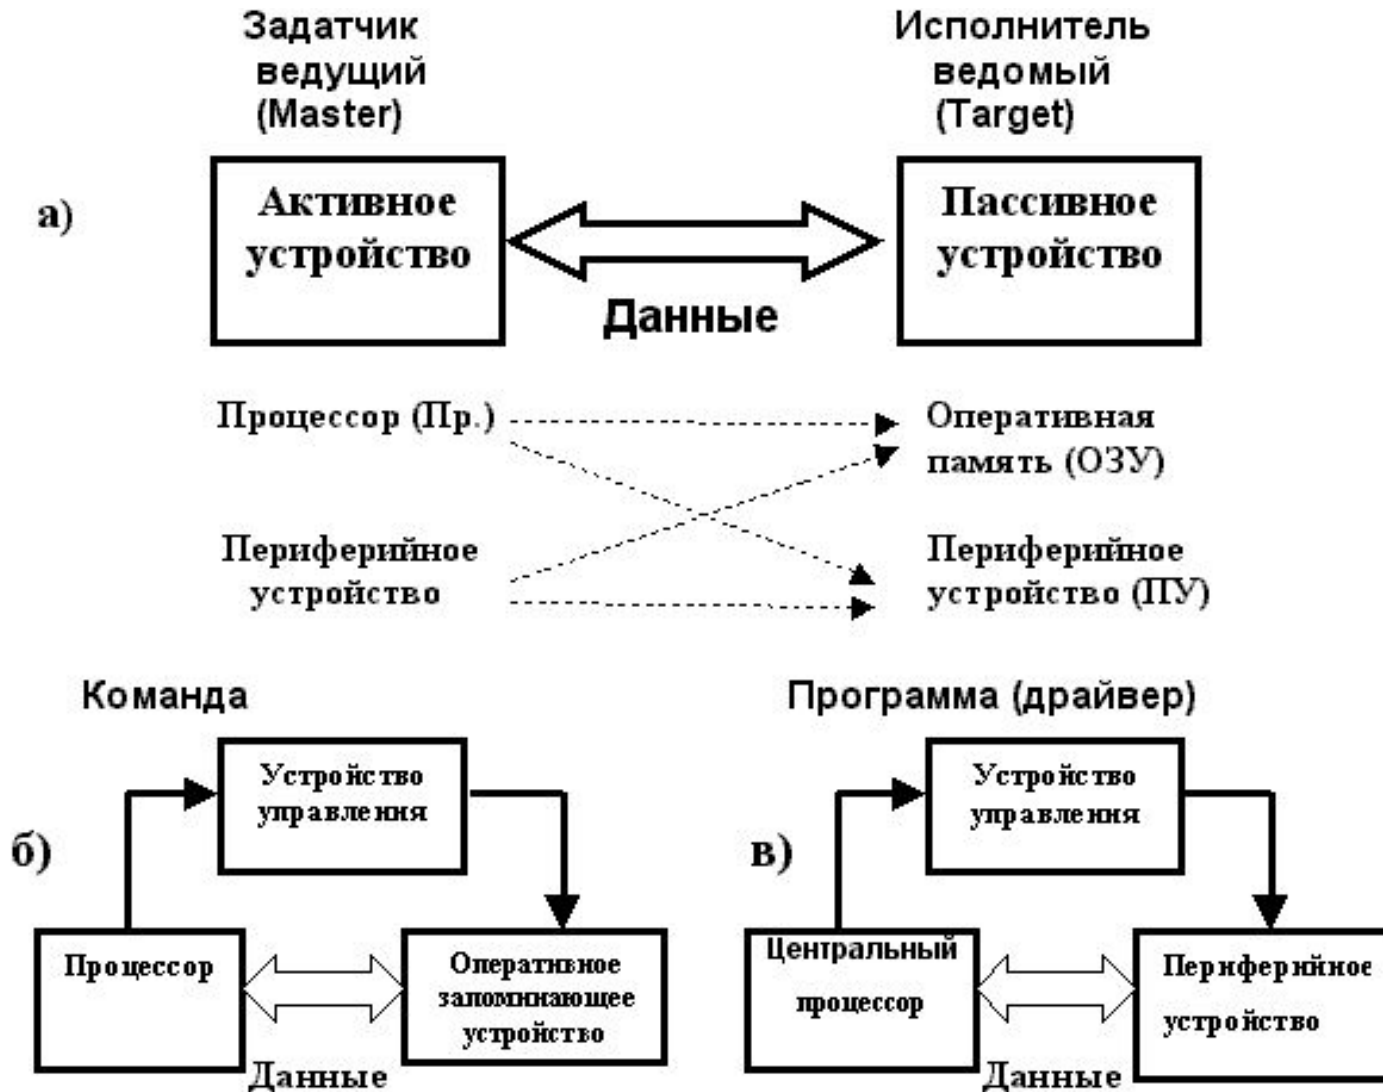 Задатчик
ведущий
(Master)
Исполнитель
ведомый
(Target)
а)
Активное
устройство
Пассивное
устройство
Данные
Процессор (Пр.)
Оперативная
память (ОЗУ)
Периферийное
устройство
Периферийное
устройство (ПУ)
Команда
б)
Устройство
управления
Процессор
Оперативное
запоминающее
устройство
Данные
Программа (драйвер)
в)
Устройство
управления
Центральный
процессор
Периферийное
устройство
Данные